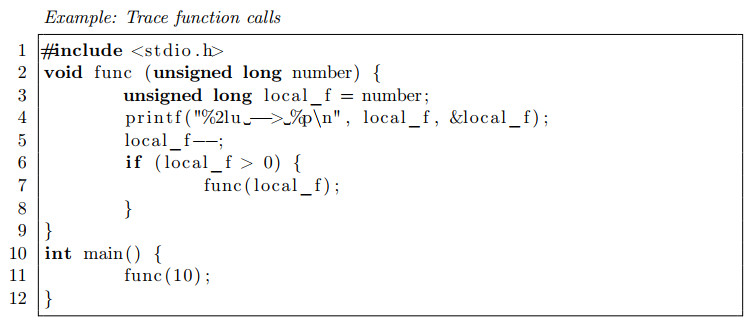 Example: Trace function calls
1 #include <stdio.h>
2 void func (unsigned long number) {
3 unsigned long local_f = number;
4 printf("%2lu␣-->␣%p\n", local_f, &local_f);
5 local_f--;
6 if (local_f > 0) {
7 func(local_f);
8 }
9 }
10 int main() {
11 func(10);
12 }